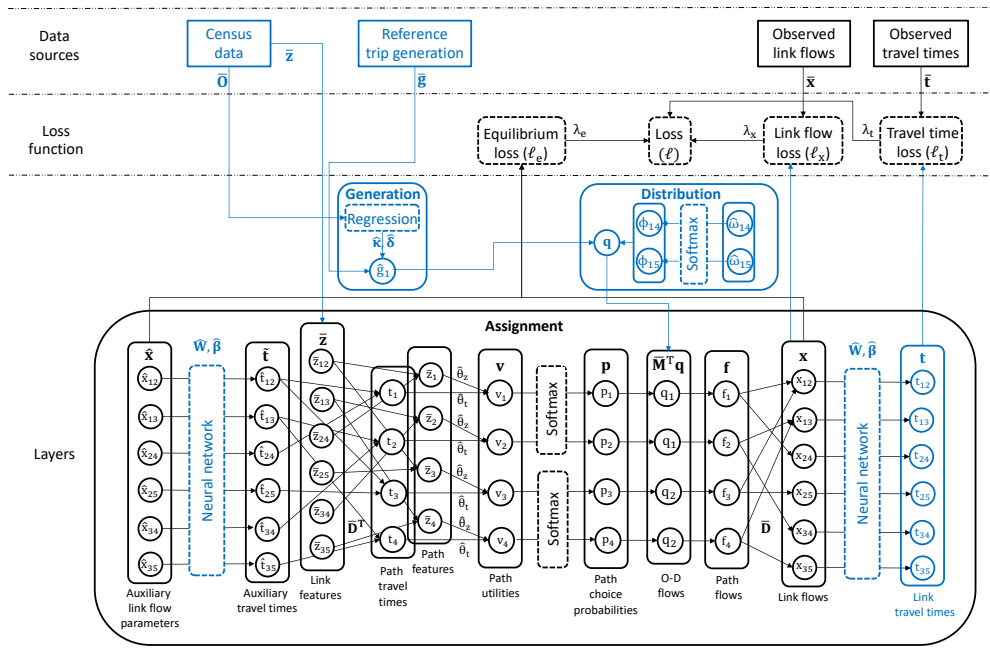 Data
sources
Census
data
Reference
trip generation
Observed
link flows
Observed
travel times
z̄
Ō
ḡ
x̄
t̄
Loss
function
Equilibrium
loss (ℓₑ)
λₑ
Loss
(ℓ)
λₓ
Link flow
loss (ℓₓ)
λₜ
Travel time
loss (ℓₜ)
Generation
Regression
κ̂ δ̂
ĝ₁
Distribution
q
ϕ₁₄
ϕ₁₅
Softmax
ω̂₁₄
ω̂₁₅
Layers
Assignment
x̂
x̂₁₂
x̂₁₃
x̂₂₄
x̂₂₅
x̂₃₄
x̂₃₅
Auxiliary
link flow
parameters
Ŵ, β̂
Neural network
t̃
t̂₁₂
t̂₁₃
t̂₂₄
t̂₂₅
t̂₃₄
t̂₃₅
Auxiliary
travel times
z̄
z̄₁₂
z̄₁₃
z̄₂₄
z̄₂₅
z̄₃₄
z̄₃₅
Link
features
D̄ᵀ
t₁
t₂
t₃
t₄
Path travel
times
z̄₁
z̄₂
z̄₃
z̄₄
Path
features
θ̂z
θ̂ₜ
θ̂z
θ̂ₜ
θ̂z
θ̂ₜ
θ̂z
θ̂ₜ
v
v₁
v₂
v₃
v₄
Path
utilities
Softmax
Softmax
p
p₁
p₂
p₃
p₄
Path
choice
probabilities
M̄ᵀq
q₁
q₁
q₂
q₂
O-D
flows
f
f₁
f₂
f₃
f₄
Path
flows
D̄
x
x₁₂
x₁₃
x₂₄
x₂₅
x₃₄
x₃₅
Link flows
Ŵ, β̂
Neural network
t
t₁₂
t₁₃
t₂₄
t₂₅
t₃₄
t₃₅
Link
travel times